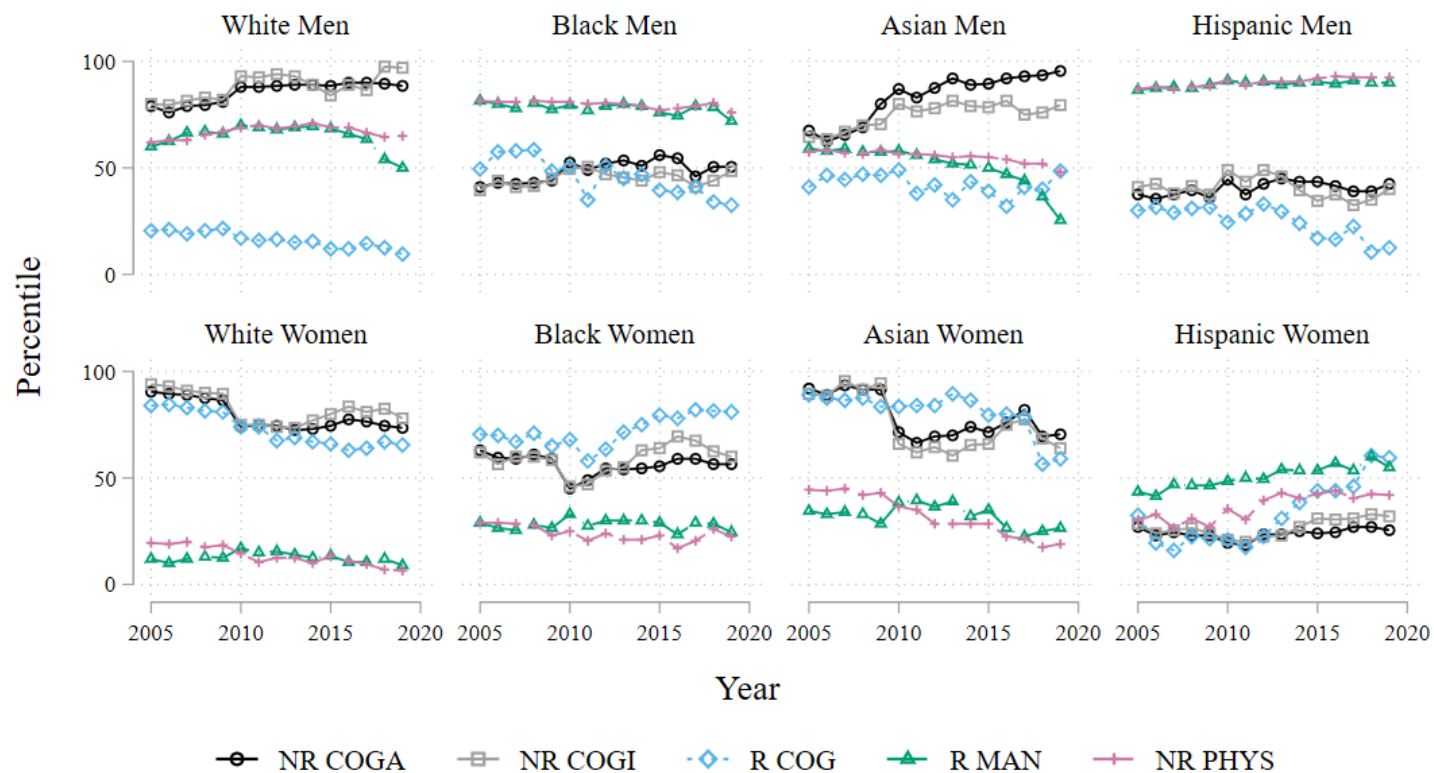 White Men Black Men Asian Men Hispanic Men
100
50
0
Percentile
White Women Black Women Asian Women Hispanic Women
100
50
0
2005 2010 2015 2020 2005 2010 2015 2020 2005 2010 2015 2020 2005 2010 2015 2020
Year
NR COGA NR COGI R COG R MAN NR PHYS